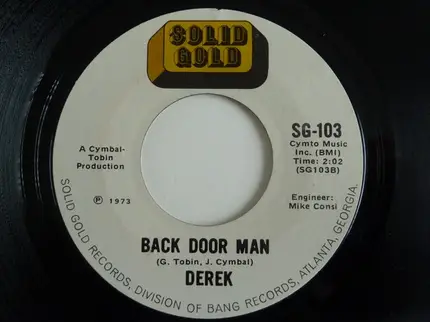 SOLID
GOLD
SG-103
Cymto Music
Inc. (BMI)
Time: 2:02
(SG103B)
A Cymbal-
Tobin
Production
℗ 1973
Engineer:
Mike Consi
BACK DOOR MAN
(G. Tobin, J. Cymbal)
DEREK
SOLID GOLD RECORDS, DIVISION OF BANG RECORDS, ATLANTA, GEORGIA.